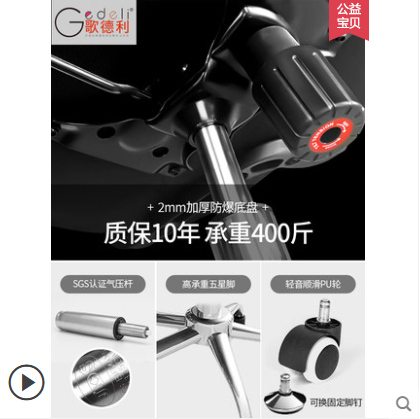 Gedeli
歌德利
公益
宝贝
+ 2mm加厚防爆底盘 +
质保10年 承重400斤
SGS认证气压杆
高承重五星脚
轻音顺滑PU轮
可换固定脚钉